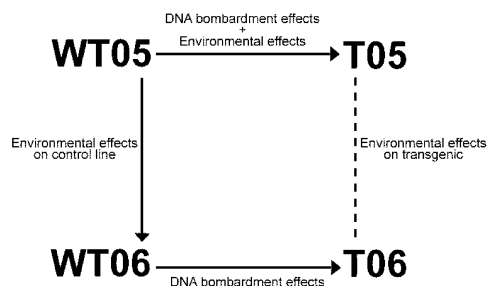 DNA bombardment effects
+
Environmental effects
WT05 T05
Environmental effects
on control line
Environmental effects
on transgenic
WT06 T06
DNA bombardment effects